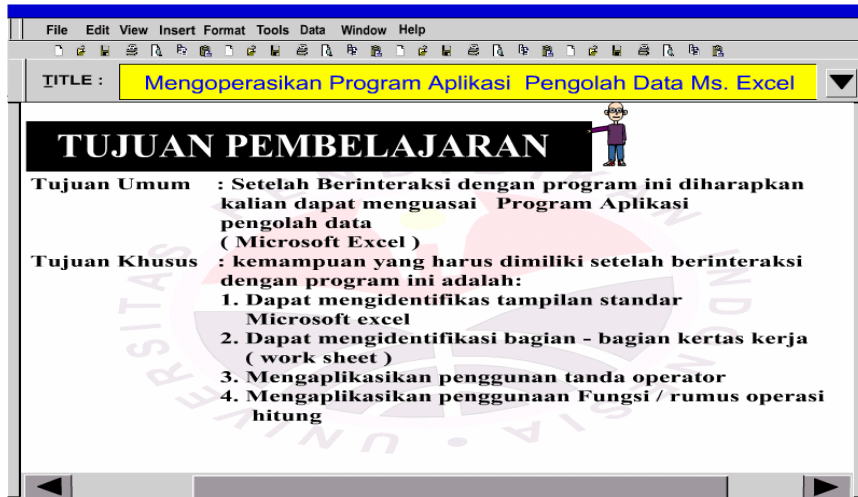 File Edit View Insert Format Tools Data Window Help
TITLE : Mengoperasikan Program Aplikasi Pengolah Data Ms. Excel
TUJUAN PEMBELAJARAN
Tujuan Umum : Setelah Berinteraksi dengan program ini diharapkan
kalian dapat menguasai Program Aplikasi
pengolah data
( Microsoft Excel )
Tujuan Khusus : kemampuan yang harus dimiliki setelah berinteraksi
dengan program ini adalah:
1. Dapat mengidentifikas tampilan standar
Microsoft excel
2. Dapat mengidentifikasi bagian - bagian kertas kerja
( work sheet )
3. Mengaplikasikan penggunan tanda operator
4. Mengaplikasikan penggunaan Fungsi / rumus operasi
hitung
UNIVERSITAS PENDIDIKAN INDONESIA